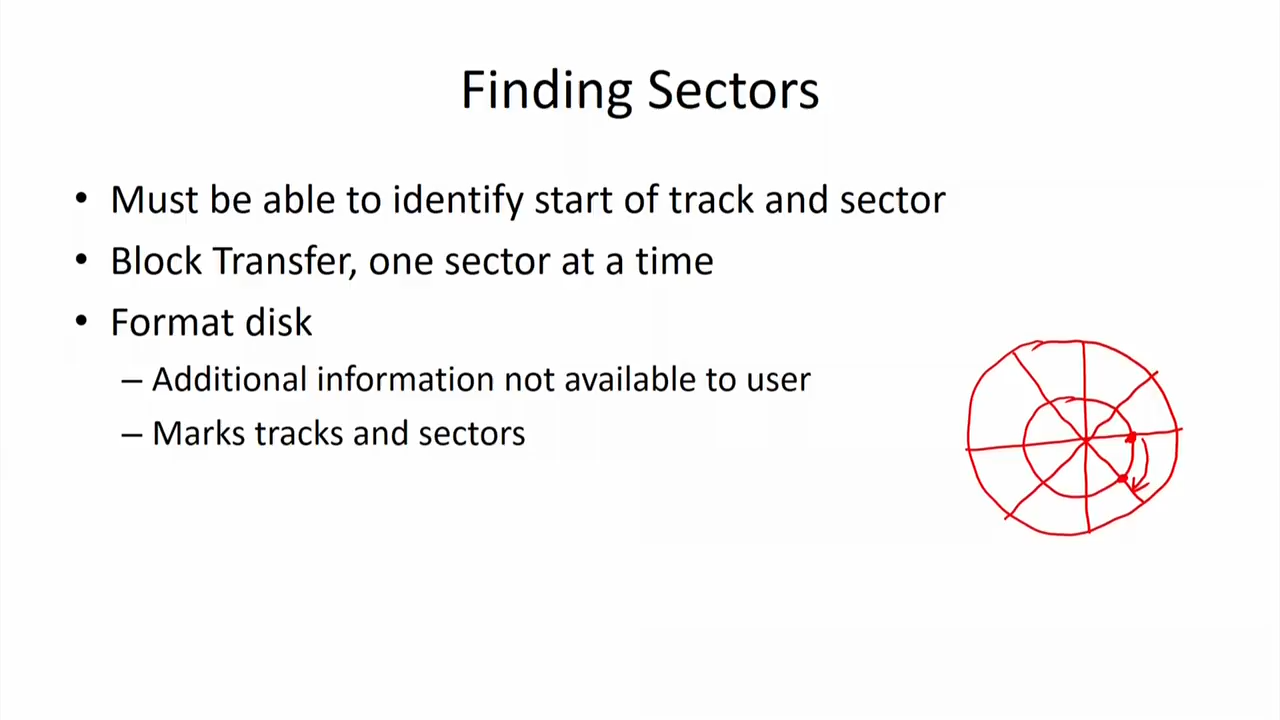 Finding Sectors
• Must be able to identify start of track and sector
• Block Transfer, one sector at a time
• Format disk
– Additional information not available to user
– Marks tracks and sectors